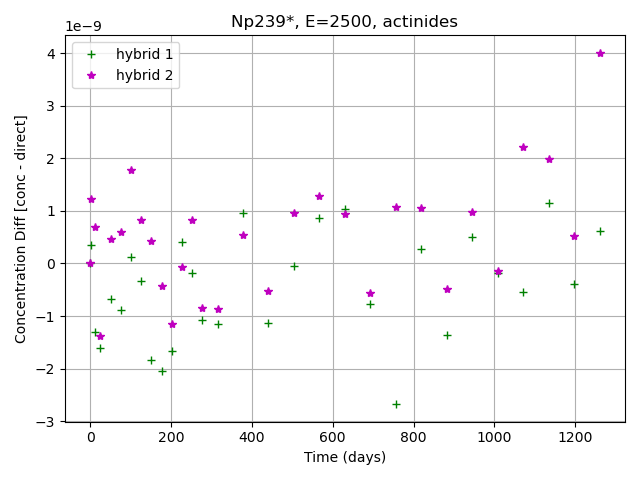 Np239*, E=2500, actinides
1e−9
hybrid 1
hybrid 2
4
3
2
1
0
−1
−2
−3
Concentration Diff [conc - direct]
0 200 400 600 800 1000 1200
Time (days)